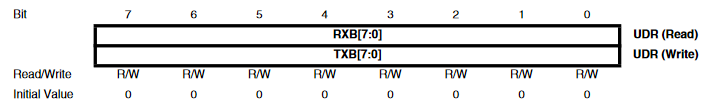 Bit 7 6 5 4 3 2 1 0
RXB[7:0] UDR (Read)
TXB[7:0] UDR (Write)
Read/Write R/W R/W R/W R/W R/W R/W R/W R/W
Initial Value 0 0 0 0 0 0 0 0